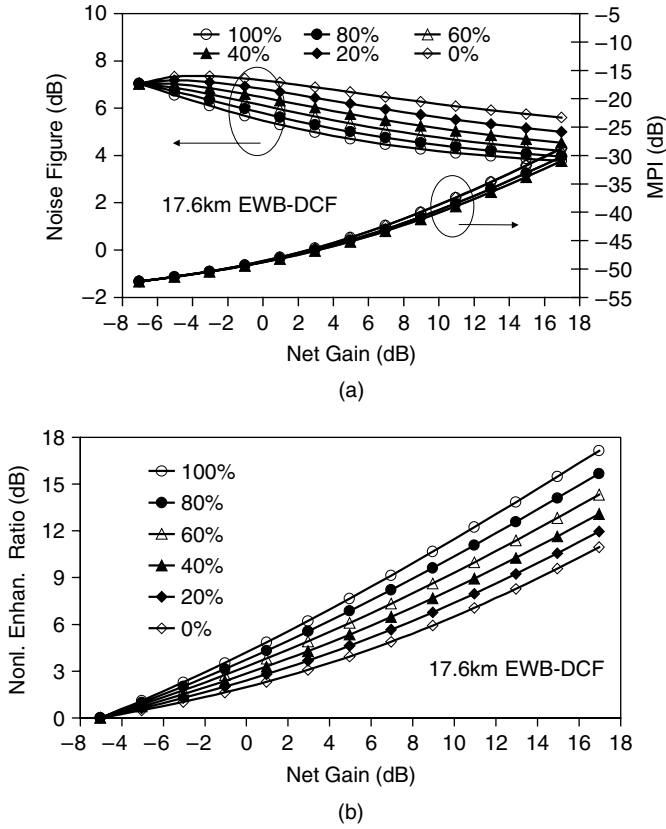 10
8
6
4
2
0
−2
Noise Figure (dB)
100% 80% 60%
40% 20% 0%
−5
−10
−15
−20
−25
−30
−35
−40
−45
−50
−55
MPI (dB)
17.6km EWB-DCF
−8 −6 −4 −2 0 2 4 6 8 10 12 14 16 18
Net Gain (dB)
(a)
18
15
12
9
6
3
0
Nonl. Enhan. Ratio (dB)
100%
80%
60%
40%
20%
0%
17.6km EWB-DCF
−8 −6 −4 −2 0 2 4 6 8 10 12 14 16 18
Net Gain (dB)
(b)